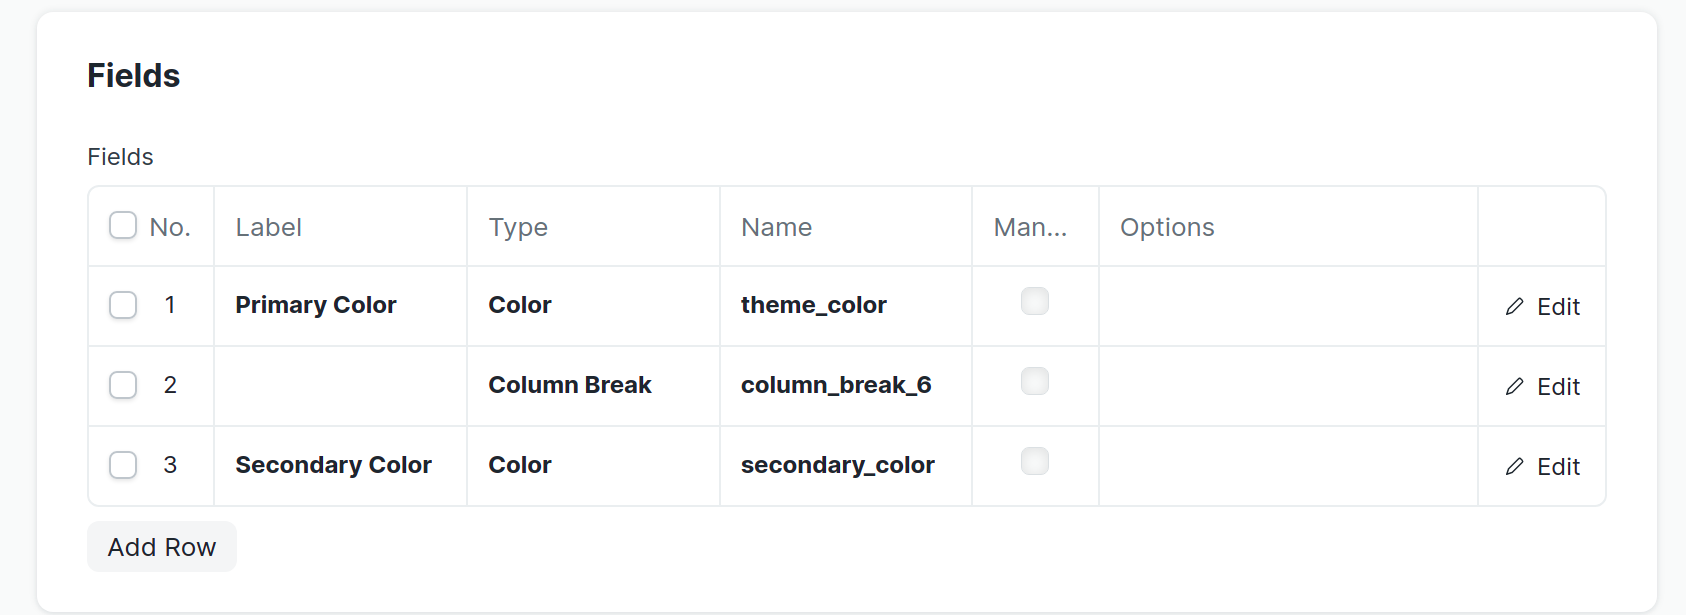 Fields
Fields
No. Label Type Name Man... Options
1 Primary Color Color theme_color Edit
2 Column Break column_break_6 Edit
3 Secondary Color Color secondary_color Edit
Add Row